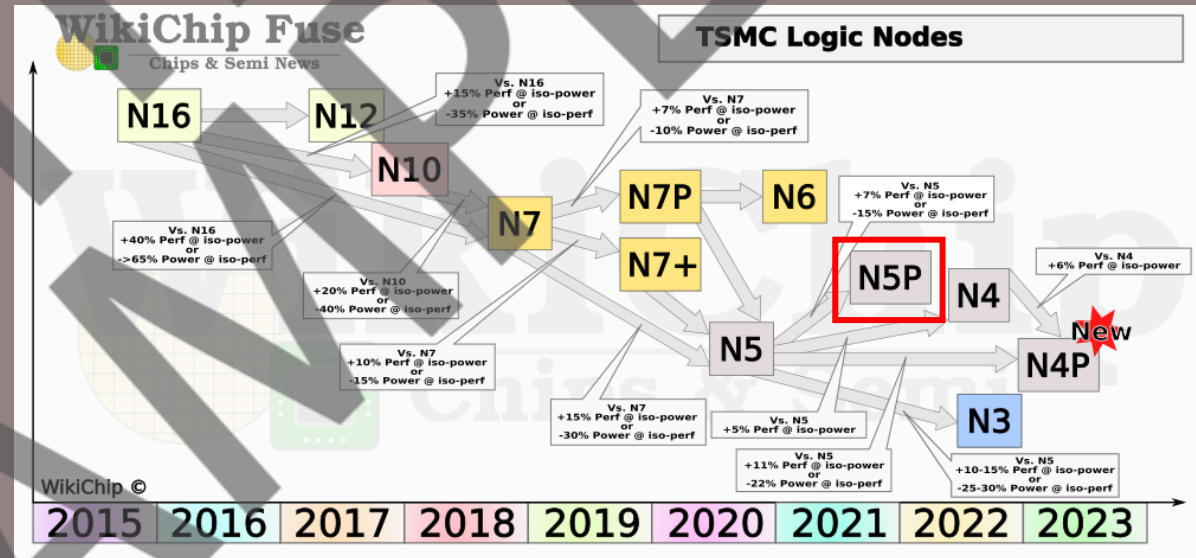 WikiChip Fuse
Chips & Semi News
TSMC Logic Nodes
N16
N12
N10
N7
N7P
N7+
N6
N5
N5P
N4
N4P
New
N3
Vs. N16
+15% Perf @ iso-power
or
-35% Power @ iso-perf
Vs. N7
+7% Perf @ iso-power
or
-10% Power @ iso-perf
Vs. N5
+7% Perf @ iso-power
or
-15% Power @ iso-perf
Vs. N16
+40% Perf @ iso-power
or
->65% Power @ iso-perf
Vs. N4
+6% Perf @ iso-power
Vs. N10
+20% Perf @ iso-power
or
-40% Power @ iso-perf
Vs. N7
+10% Perf @ iso-power
or
-15% Power @ iso-perf
Vs. N7
+15% Perf @ iso-power
or
-30% Power @ iso-perf
Vs. N5
+5% Perf @ iso-power
Vs. N5
+11% Perf @ iso-power
or
-22% Power @ iso-perf
Vs. N5
+10-15% Perf @ iso-power
or
-25-30% Power @ iso-perf
WikiChip
Chips & Semi
WikiChip ©
2015 2016 2017 2018 2019 2020 2021 2022 2023